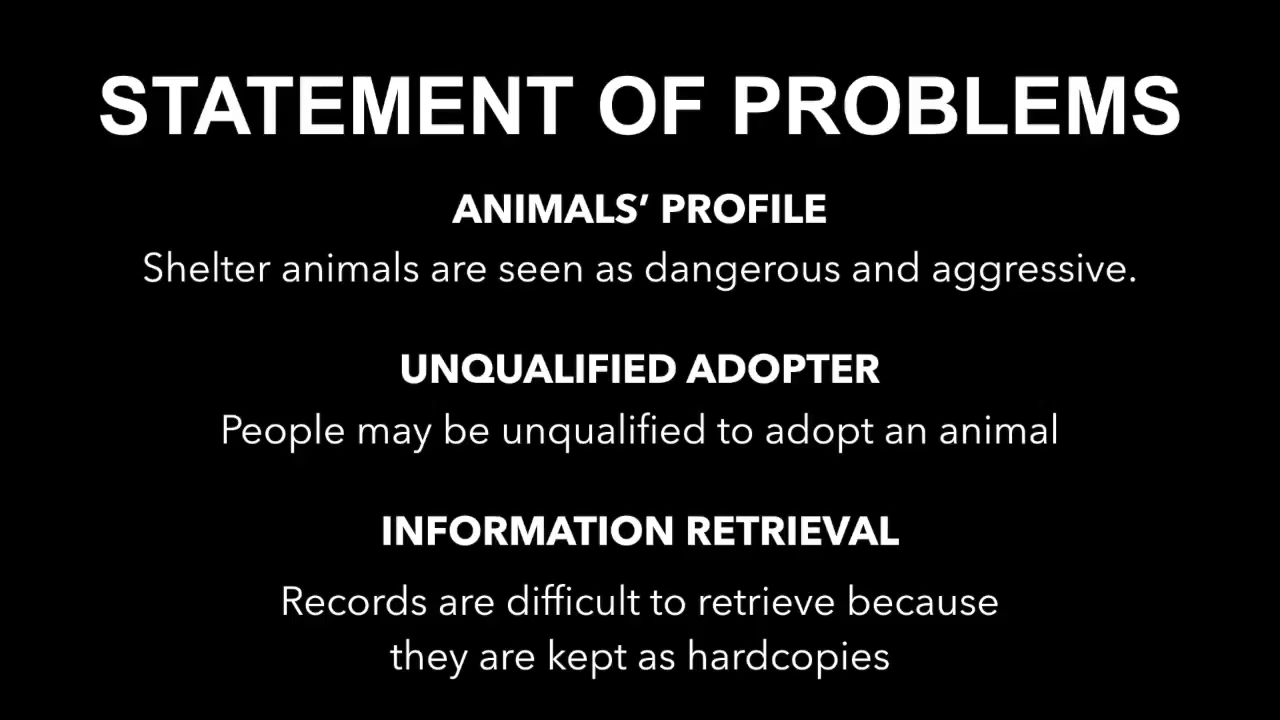 STATEMENT OF PROBLEMS
ANIMALS’ PROFILE
Shelter animals are seen as dangerous and aggressive.
UNQUALIFIED ADOPTER
People may be unqualified to adopt an animal
INFORMATION RETRIEVAL
Records are difficult to retrieve because
they are kept as hardcopies